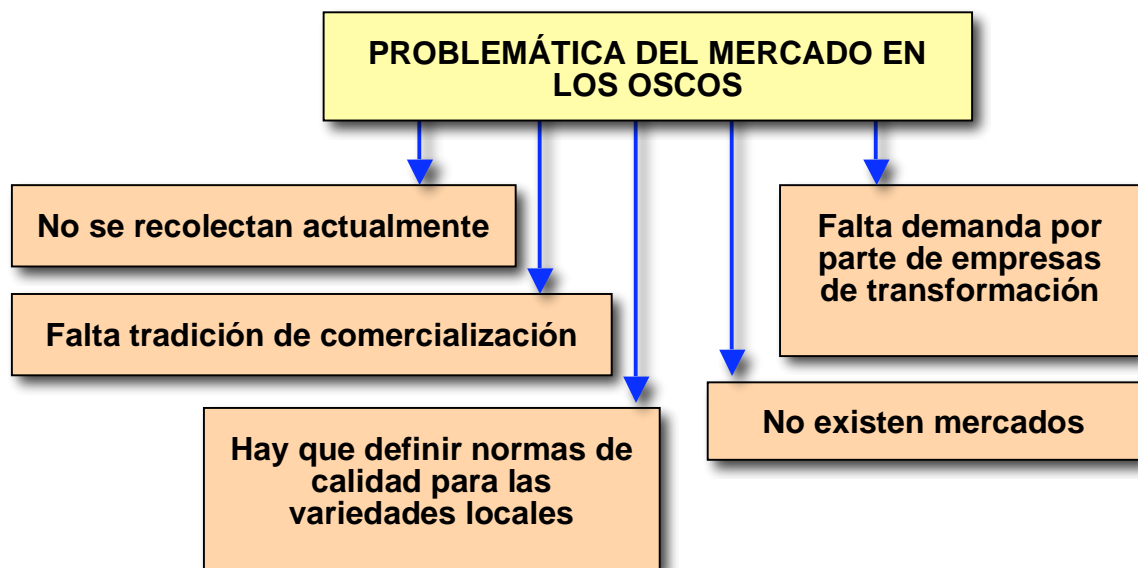 PROBLEMÁTICA DEL MERCADO EN
LOS OSCOS
No se recolectan actualmente
Falta tradición de comercialización
Hay que definir normas de
calidad para las
variedades locales
No existen mercados
Falta demanda por
parte de empresas
de transformación